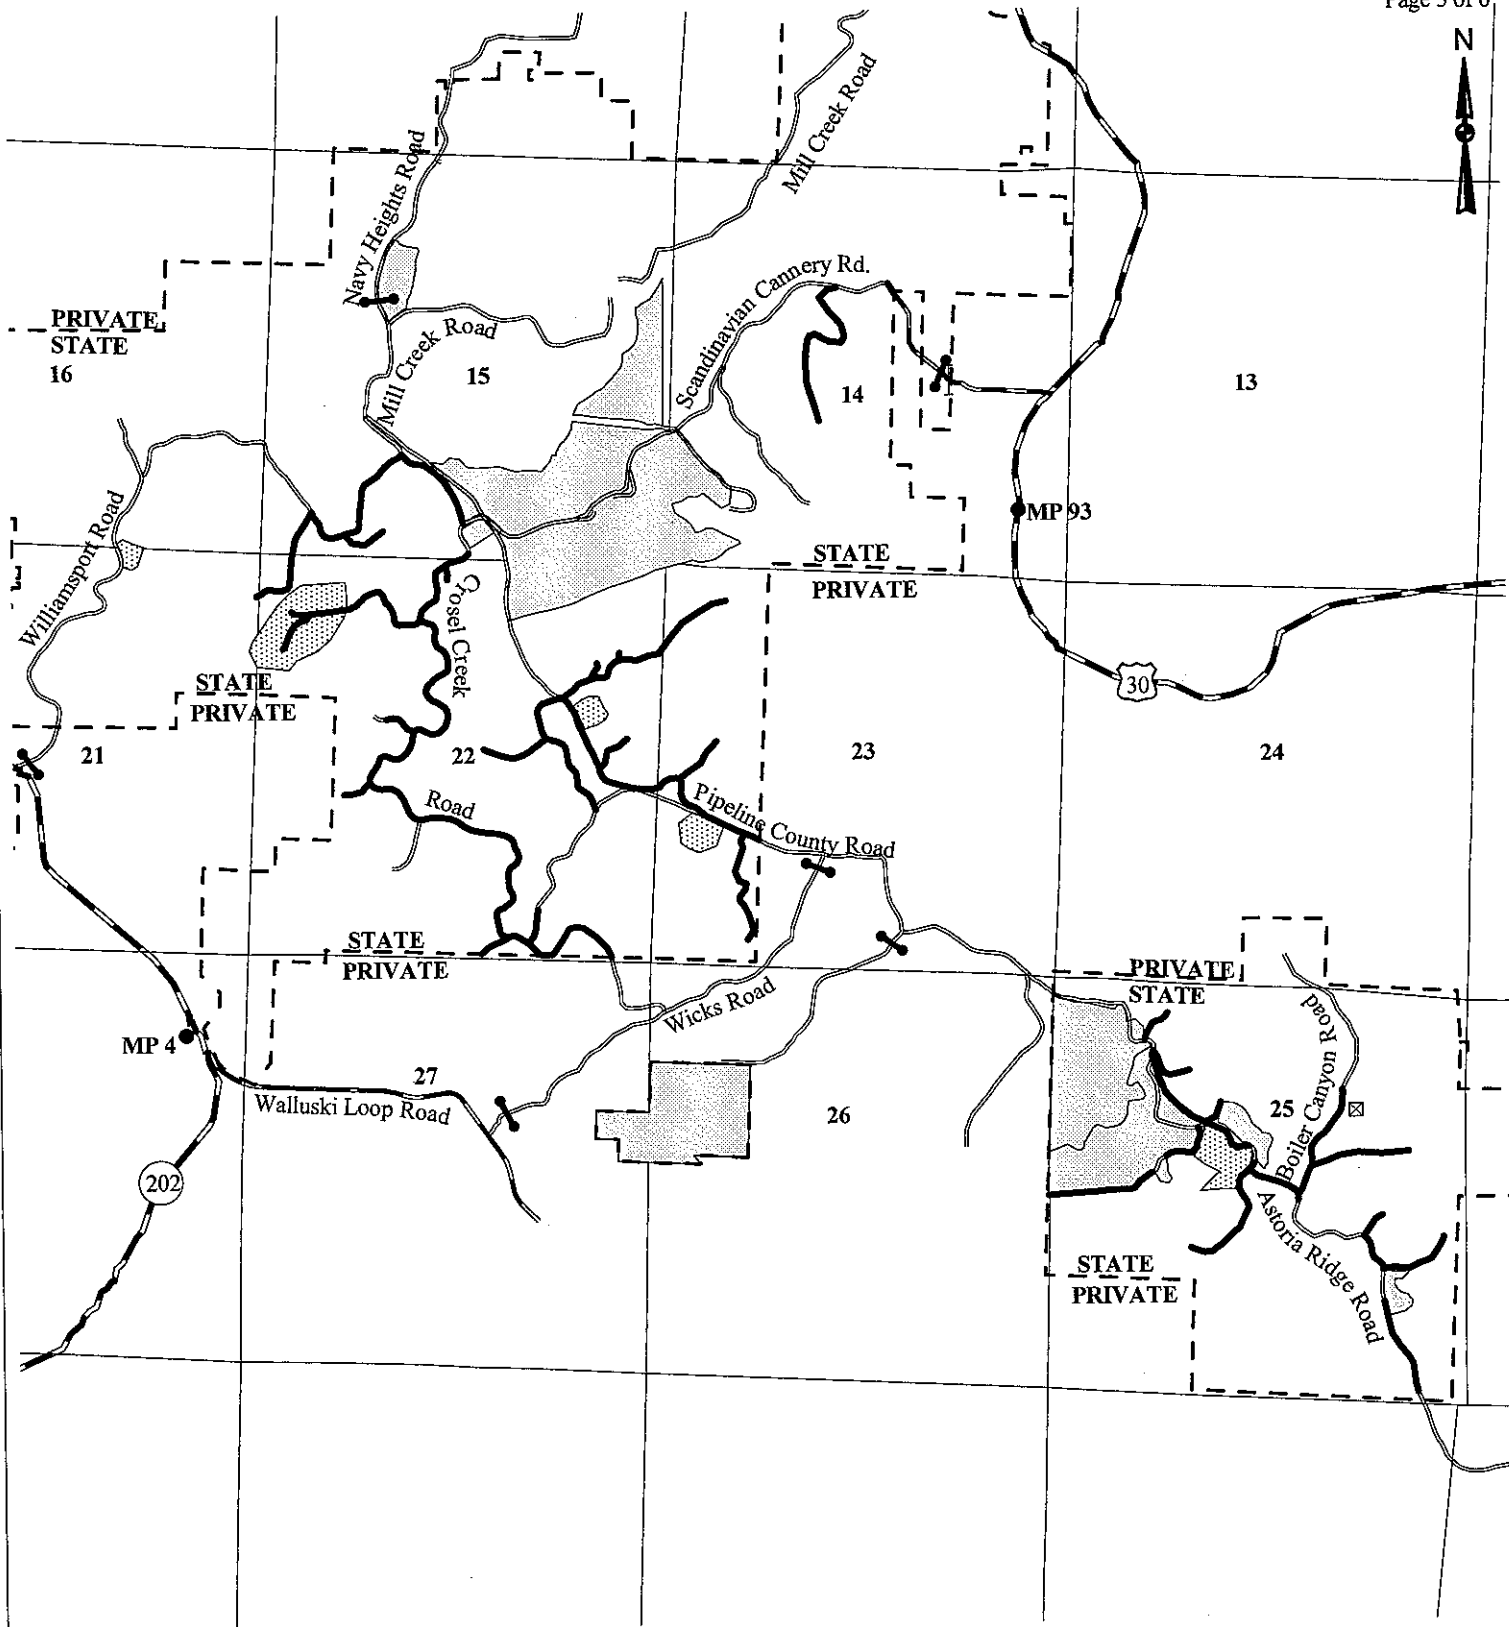 Page 5 of 6
N
Navy Heights Road
Mill Creek Road
Scandinavian Cannery Rd.
PRIVATE
STATE
16
Mill Creek Road
15
14
13
Williamsport Road
MP 93
STATE
PRIVATE
Crosel Creek
30
STATE
PRIVATE
21
22
23
24
Road
Pipeline County Road
STATE
PRIVATE
PRIVATE
STATE
Wicks Road
MP 4
27
Walluski Loop Road
26
25
Boiler Canyon Road
202
Astoria Ridge Road
STATE
PRIVATE